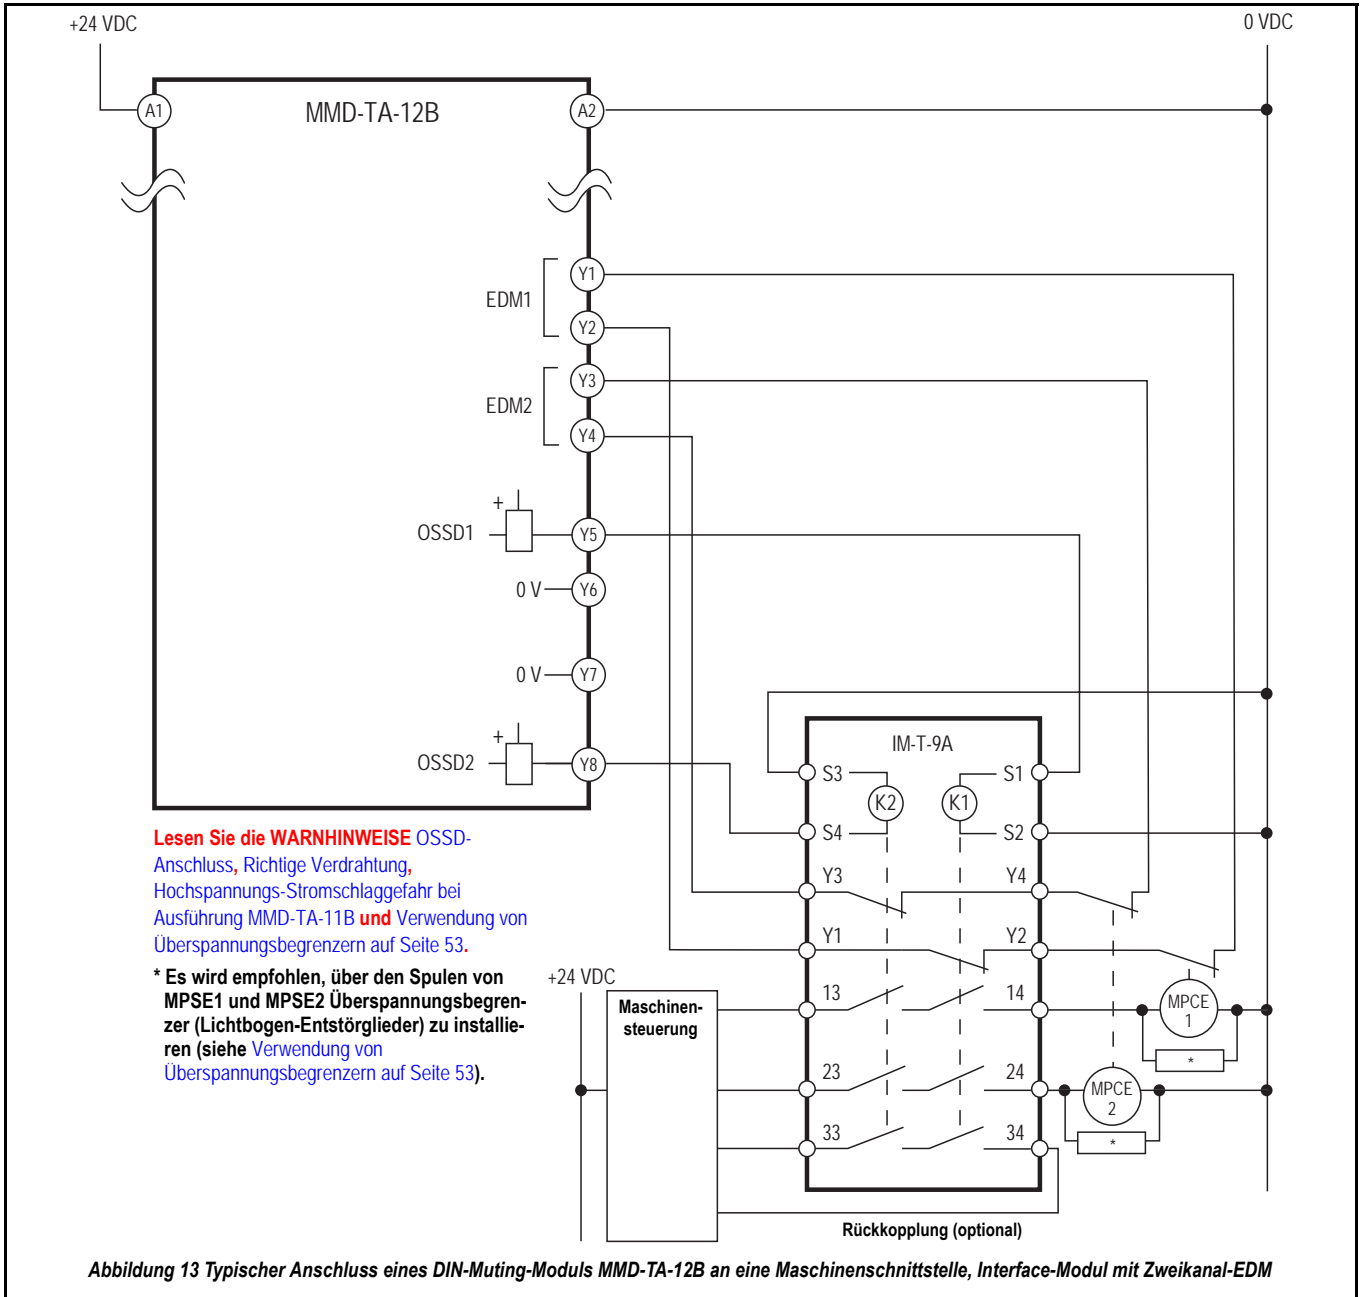 +24 VDC
0 VDC
A1
MMD-TA-12B
A2
Y1
EDM1
Y2
Y3
EDM2
Y4
+
OSSD1
Y5
0 V
Y6
0 V
Y7
+
OSSD2
Y8
IM-T-9A
S3
S1
K2
K1
S4
S2
Y3
Y4
Y1
Y2
13
14
23
24
33
34
MPCE
1
*
MPCE
2
*
Lesen Sie die WARNHINWEISE OSSD-
Anschluss, Richtige Verdrahtung,
Hochspannungs-Stromschlaggefahr bei
Ausführung MMD-TA-11B und Verwendung von
Überspannungsbegrenzern auf Seite 53.
* Es wird empfohlen, über den Spulen von
MPSE1 und MPSE2 Überspannungsbegren-
zer (Lichtbogen-Entstörglieder) zu installie-
ren (siehe Verwendung von
Überspannungsbegrenzern auf Seite 53).
+24 VDC
Maschinen-
steuerung
Rückkopplung (optional)
Abbildung 13 Typischer Anschluss eines DIN-Muting-Moduls MMD-TA-12B an eine Maschinenschnittstelle, Interface-Modul mit Zweikanal-EDM